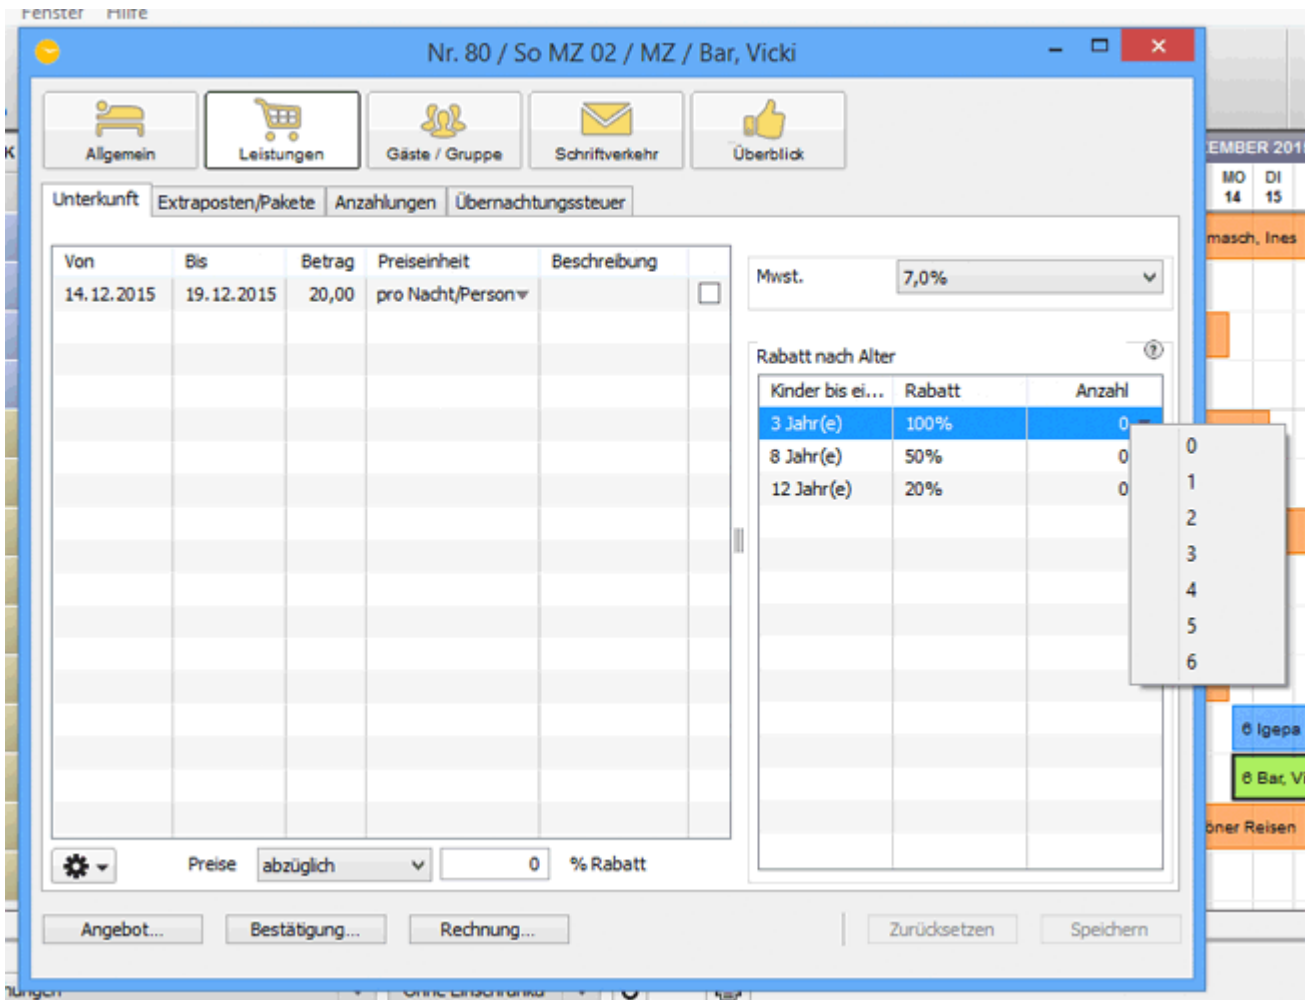 Fenster Hilfe
Nr. 80 / So MZ 02 / MZ / Bar, Vicki
Allgemein Leistungen Gäste / Gruppe Schriftverkehr Überblick
Unterkunft Extraposten/Pakete Anzahlungen Übernachtungssteuer
Von Bis Betrag Preiseinheit Beschreibung
14.12.2015 19.12.2015 20,00 pro Nacht/Person
Mwst. 7,0%
Rabatt nach Alter
Kinder bis ei... Rabatt Anzahl
3 Jahr(e) 100% 0
8 Jahr(e) 50% 0
12 Jahr(e) 20% 0
0
1
2
3
4
5
6
Preise abzüglich 0 % Rabatt
Angebot... Bestätigung... Rechnung... Zurücksetzen Speichern
EMBER 2015
MO DI
14 15
masch, Ines
6 Igepa
6 Bar, Vi
öner Reisen
K
nungen